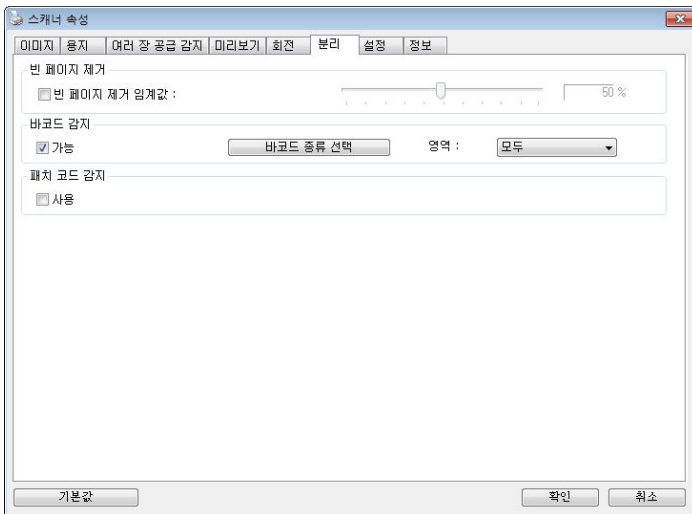 스캐너 속성
이미지 용지 여러 장 공급 감지 미리보기 회전 분리 설정 정보
빈 페이지 제거
빈 페이지 제거 임계값 : 50 %
바코드 감지
가능 바코드 종류 선택 영역 : 모두
패치 코드 감지
사용
기본값 확인 취소